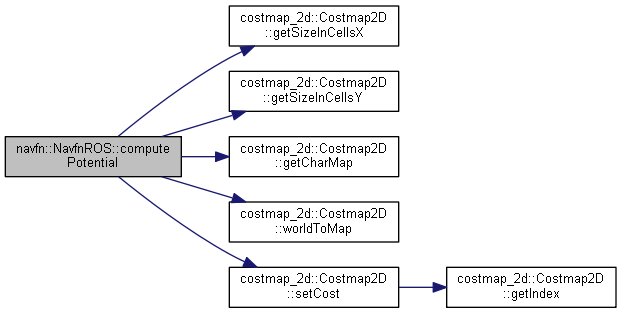 costmap_2d::Costmap2D
::getSizeInCellsX
costmap_2d::Costmap2D
::getSizeInCellsY
navfn::NavfnROS::compute
Potential
costmap_2d::Costmap2D
::getCharMap
costmap_2d::Costmap2D
::worldToMap
costmap_2d::Costmap2D
::setCost
costmap_2d::Costmap2D
::getIndex